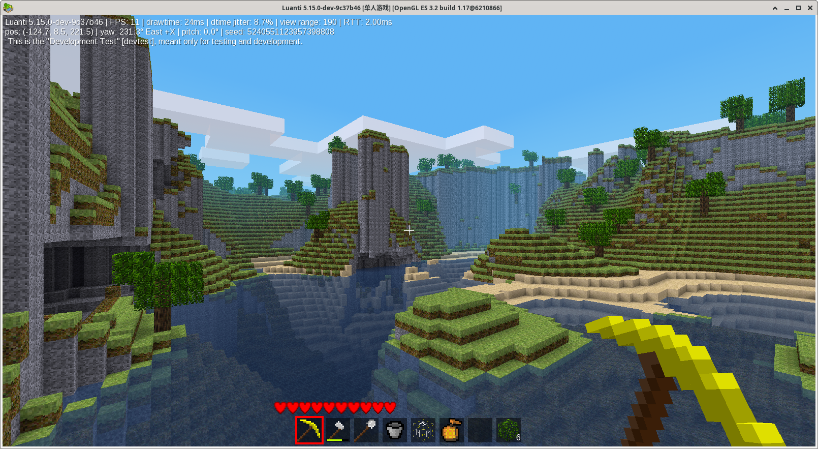 Luanti 5.15.0-dev-9c37b46 [单人游戏] [OpenGL ES 3.2 build 1.17@6210866]
Luanti 5.15.0-dev-9c37b46 | FPS: 11 | drawtime: 24ms | dtime jitter: 8.7% | view range: 190 | RTT: 2.00ms
pos: (-124.7, 8.5, 221.5) | yaw: 231.3° East +X | pitch: 0.0° | seed:
This is the "Development Test" [devtest], meant only for testing and development.
6